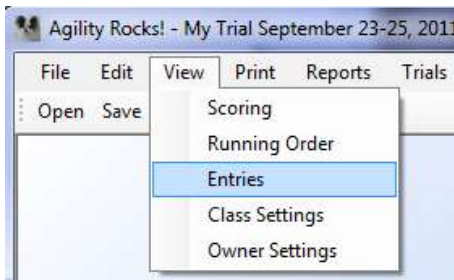 Agility Rocks! - My Trial September 23-25, 2011
File Edit View Print Reports Trials
Open Save
Scoring
Running Order
Entries
Class Settings
Owner Settings